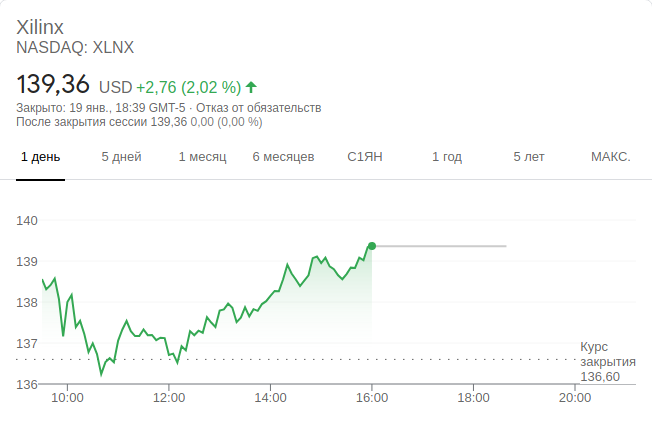 Xilinx
NASDAQ: XLNX
139,36 USD +2,76 (2,02 %)
Закрыто: 19 янв., 18:39 GMT-5 · Отказ от обязательств
После закрытия сессии 139,36 0,00 (0,00 %)
1 день 5 дней 1 месяц 6 месяцев С1ЯН 1 год 5 лет МАКС.
140
139
138
137
136
Курс
закрытия
136,60
10:00 12:00 14:00 16:00 18:00 20:00